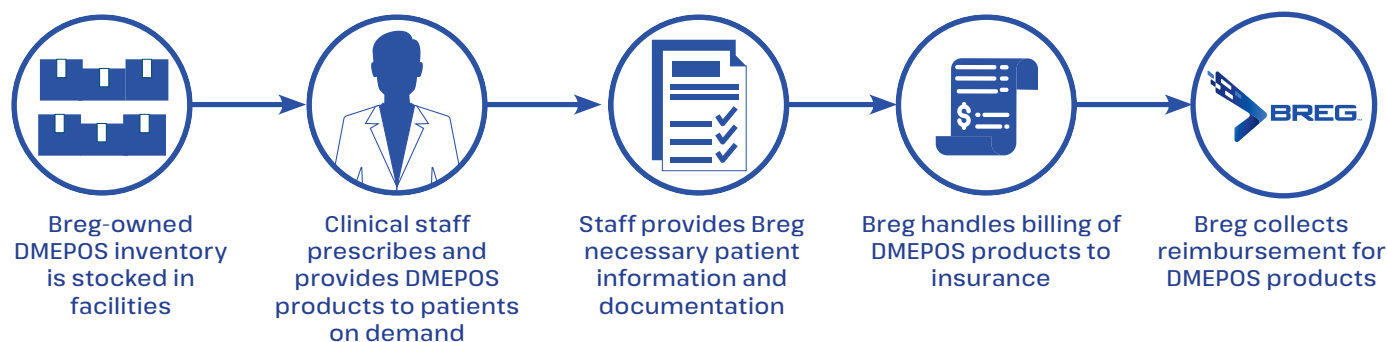 Breg-owned
DMEPOS inventory
is stocked in
facilities
Clinical staff
prescribes and
provides DMEPOS
products to patients
on demand
Staff provides Breg
necessary patient
information and
documentation
$
Breg handles billing of
DMEPOS products to
insurance
BREG
Breg collects
reimbursement for
DMEPOS products